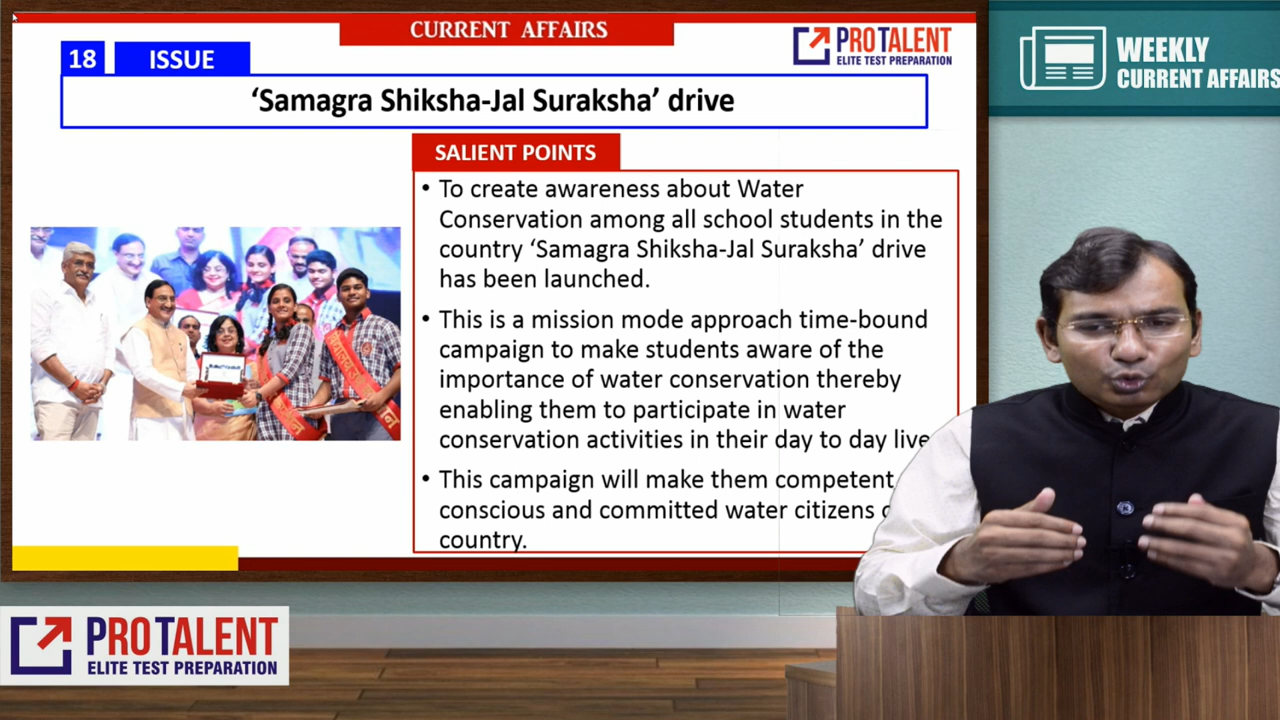 CURRENT AFFAIRS
18 ISSUE
PROTALENT
ELITE TEST PREPARATION
‘Samagra Shiksha-Jal Suraksha’ drive
WEEKLY
CURRENT AFFAIRS
SALIENT POINTS
• To create awareness about Water
Conservation among all school students in the
country ‘Samagra Shiksha-Jal Suraksha’ drive
has been launched.
• This is a mission mode approach time-bound
campaign to make students aware of the
importance of water conservation thereby
enabling them to participate in water
conservation activities in their day to day live
• This campaign will make them competent
conscious and committed water citizens
country.
PROTALENT
ELITE TEST PREPARATION